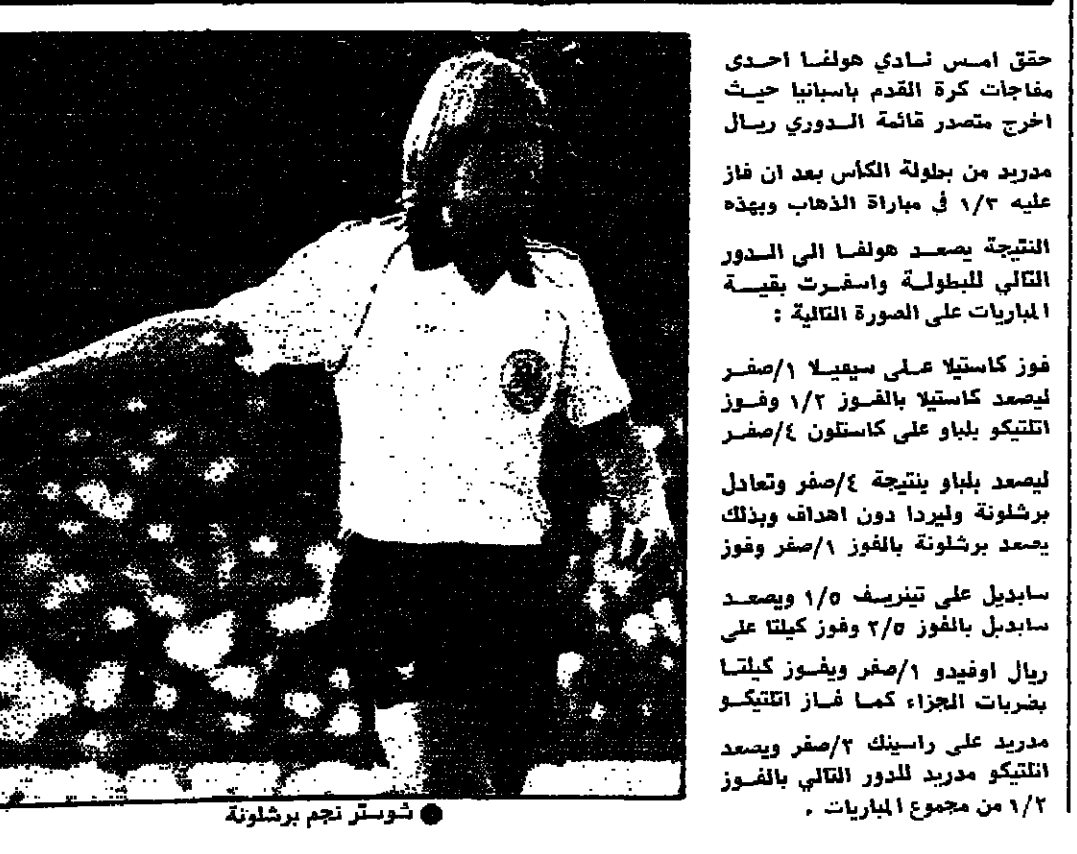 حقق امس نادي هولفا احدى
مفاجات كرة القدم باسبانيا حيث
اخرج متصدر قائمة الدوري ريال
مدريد من بطولة الكأس بعد ان فاز
عليه ١/٣ في مباراة الذهاب وبهذه
النتيجة يصعد هولفا الى الدور
التالي للبطولة واسفرت بقية
المباريات على الصورة التالية :
فوز كاستيلا على سيفيلا ١/صفر
ليصعد كاستيلا بالفوز ١/٢ وفوز
اتلتيكو بلباو على كاستلون ٤/صفر
ليصعد بلباو بنتيجة ٤/صفر وتعادل
برشلونة وليردا دون اهداف وبذلك
يصعد برشلونة بالفوز ١/صفر وفوز
سابديل على تينريف ١/٥ ويصعد
سابديل بالفوز ٢/٥ وفوز كيلتا على
ريال اوفيدو ١/صفر ويفوز كيلتا
بضربات الجزاء كما فاز اتلتيكو
مدريد على راسينك ٢/صفر ويصعد
اتلتيكو مدريد للدور التالي بالفوز
١/٢ من مجموع المباريات .
● شوستر نجم برشلونة